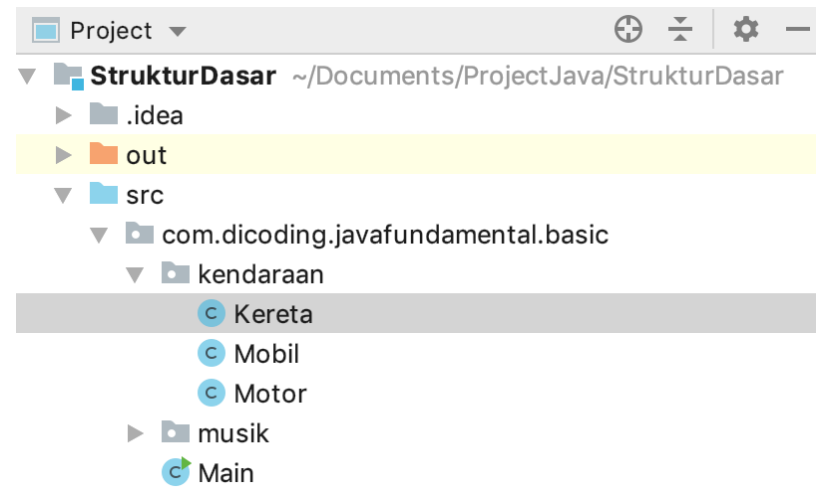 Project
StrukturDasar ~/Documents/ProjectJava/StrukturDasar
.idea
out
src
com.dicoding.javafundamental.basic
kendaraan
C Kereta
C Mobil
C Motor
musik
C Main